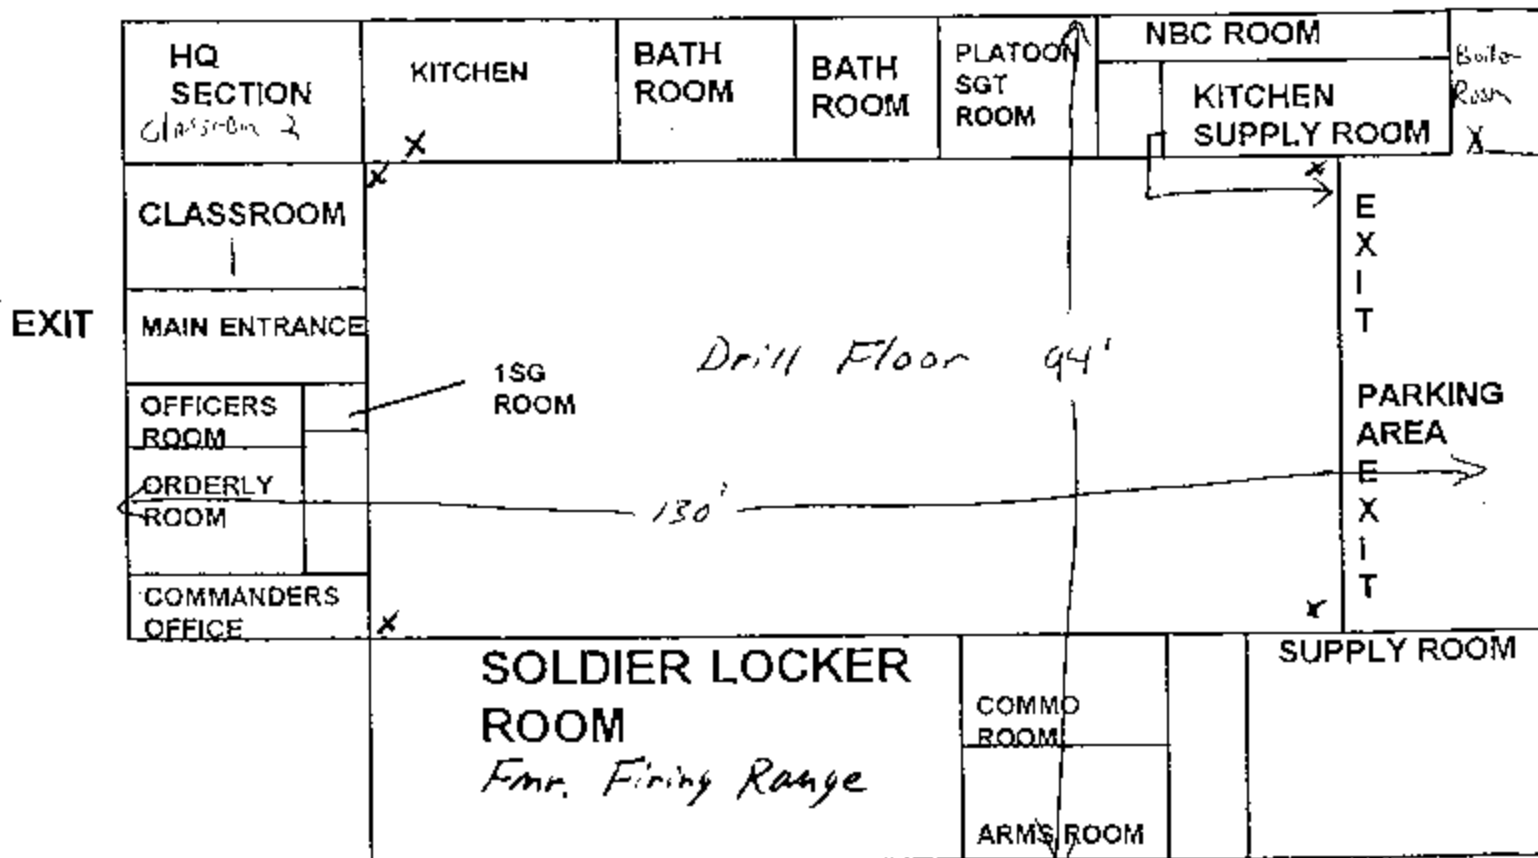 HQ
SECTION
Classroom 2
KITCHEN
BATH
ROOM
BATH
ROOM
PLATOON
SGT
ROOM
NBC ROOM
KITCHEN
SUPPLY ROOM
Boiler
Room
X
X
X
X
CLASSROOM
1
EXIT
MAIN ENTRANCE
EXIT
1SG
ROOM
Drill Floor 94'
OFFICERS
ROOM
PARKING
AREA
ORDERLY
ROOM
130'
EXIT
COMMANDERS
OFFICE
X
X
SOLDIER LOCKER
ROOM
Fmr. Firing Range
COMMO
ROOM
ARMS ROOM
SUPPLY ROOM